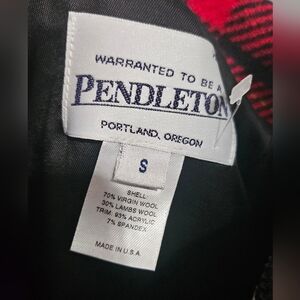 WARRANTED TO BE A
PENDLETON
PORTLAND, OREGON
S
SHELL:
70% VIRGIN WOOL
30% LAMBS WOOL
TRIM: 93% ACRYLIC
7% SPANDEX
MADE IN U.S.A.